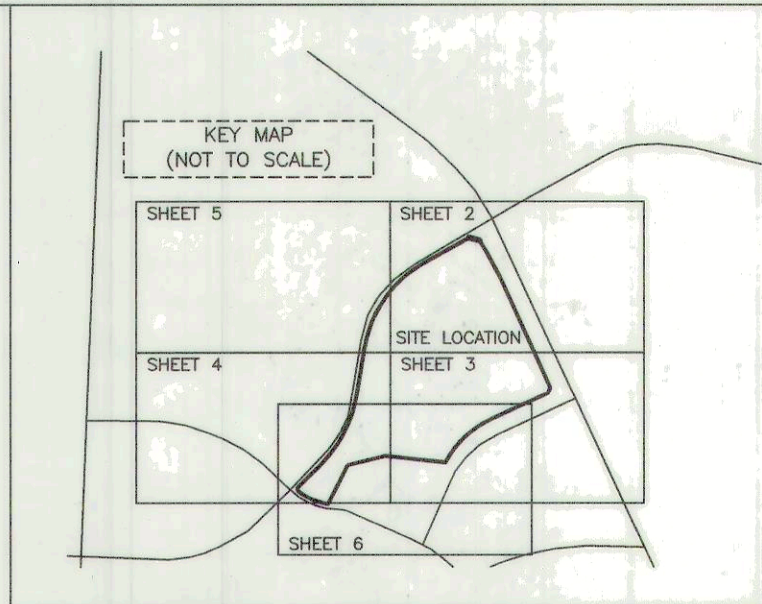 KEY MAP
(NOT TO SCALE)
SHEET 5
SHEET 2
SITE LOCATION
SHEET 4
SHEET 3
SHEET 6